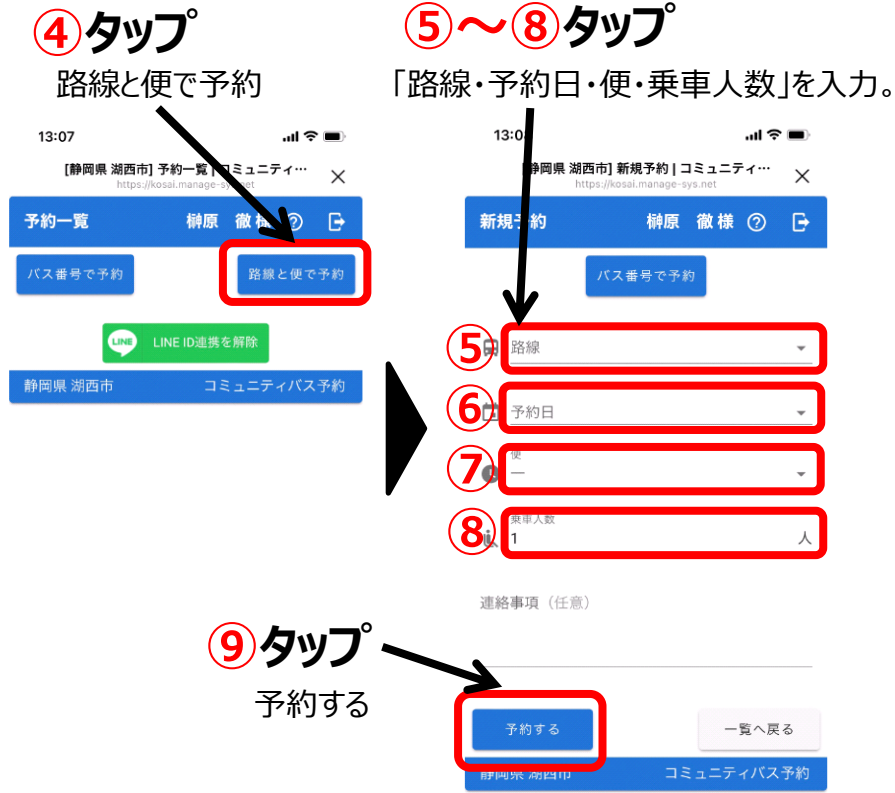 ④タップ
路線と便で予約
13:07
[静岡県 湖西市] 予約一覧 | コミュニティ…
https://kosai.manage-sys.net
予約一覧 榊原 徹 様
バス番号で予約
路線と便で予約
LINE
LINE ID連携を解除
静岡県 湖西市 コミュニティバス予約
⑤～⑧タップ
「路線・予約日・便・乗車人数」を入力。
13:0
[静岡県 湖西市] 新規予約 | コミュニティ…
https://kosai.manage-sys.net
新規予約 榊原 徹 様
バス番号で予約
⑤ 路線
⑥ 予約日
⑦ 便
―
⑧ 乗車人数
1 人
連絡事項（任意）
⑨タップ
予約する
予約する
一覧へ戻る
静岡県 湖西市 コミュニティバス予約